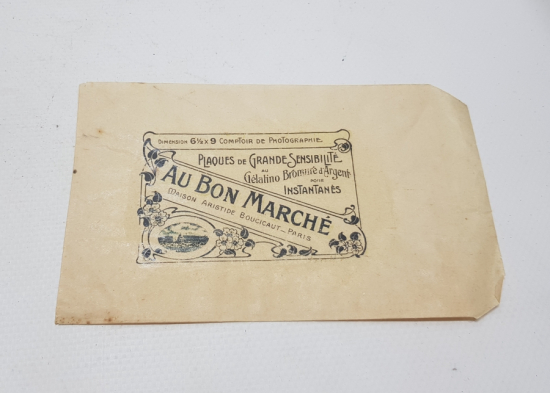 DIMENSION 6½ X 9 COMPTOIR DE PHOTOGRAPHIE.
PLAQUES DE GRANDE SENSIBILITÉ
AU
Gélatino Bromure d'Argent
POUR
INSTANTANÉS
AU BON MARCHÉ
MAISON ARISTIDE BOUCICAUT _ PARIS